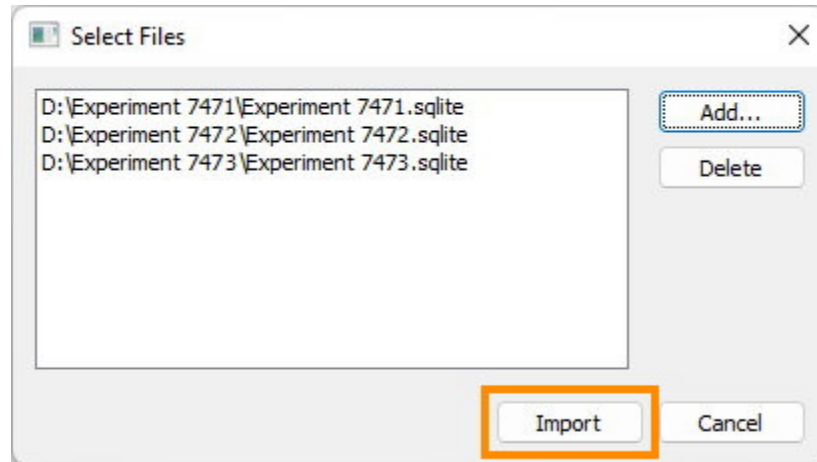 Select Files
D:\Experiment 7471\Experiment 7471.sqlite
D:\Experiment 7472\Experiment 7472.sqlite
D:\Experiment 7473\Experiment 7473.sqlite
Add...
Delete
Import
Cancel